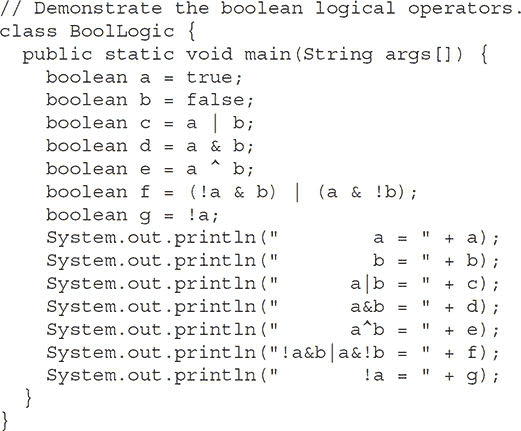 // Demonstrate the boolean logical operators.
class BoolLogic {
  public static void main(String args[]) {
    boolean a = true;
    boolean b = false;
    boolean c = a | b;
    boolean d = a & b;
    boolean e = a ^ b;
    boolean f = (!a & b) | (a & !b);
    boolean g = !a;
    System.out.println("        a = " + a);
    System.out.println("        b = " + b);
    System.out.println("      a|b = " + c);
    System.out.println("      a&b = " + d);
    System.out.println("      a^b = " + e);
    System.out.println("!a&b|a&!b = " + f);
    System.out.println("       !a = " + g);
  }
}